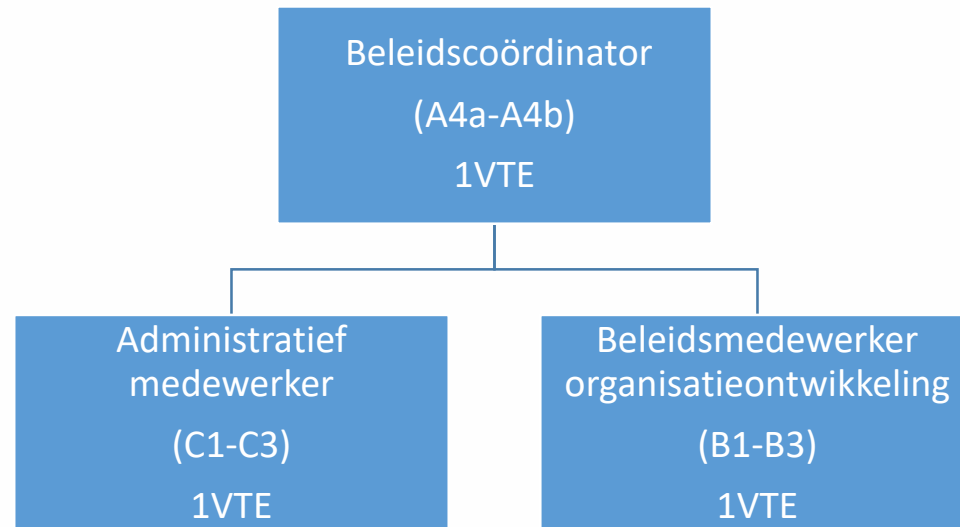 Beleidscoördinator
(A4a-A4b)
1VTE
Administratief
medewerker
(C1-C3)
1VTE
Beleidsmedewerker
organisatieontwikkeling
(B1-B3)
1VTE